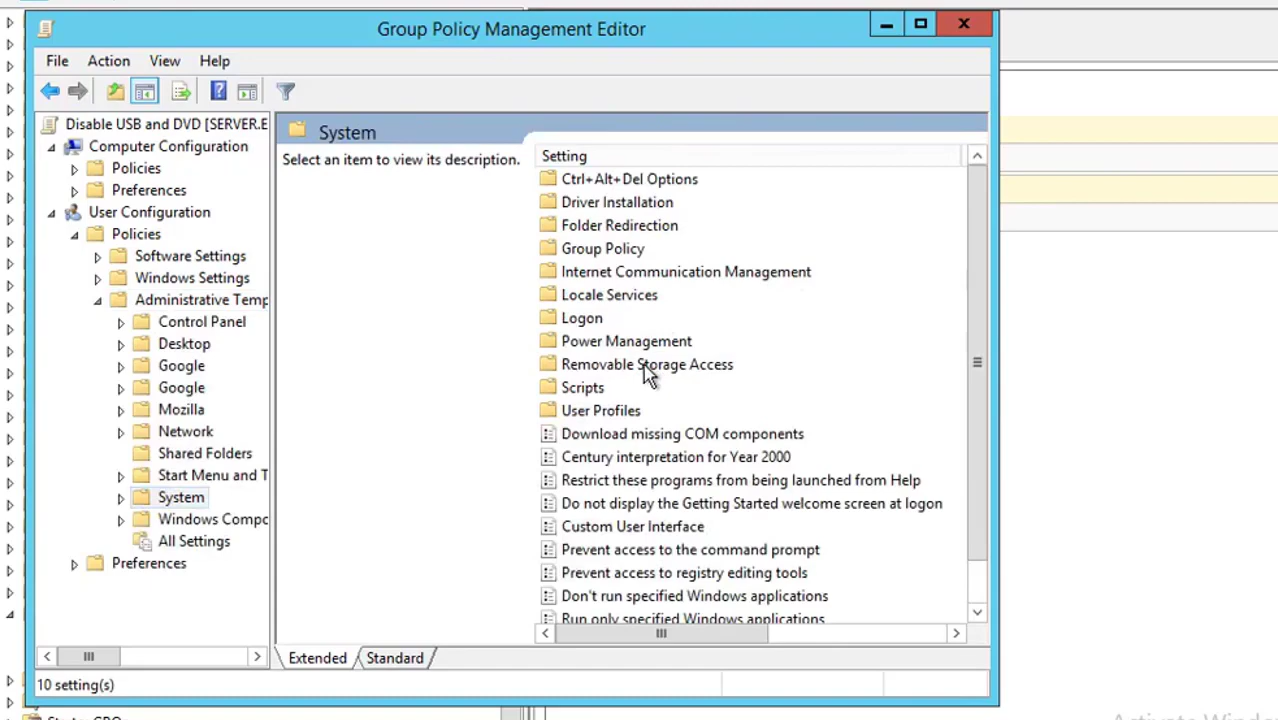 Group Policy Management Editor
File Action View Help
Disable USB and DVD [SERVER.E
Computer Configuration
Policies
Preferences
User Configuration
Policies
Software Settings
Windows Settings
Administrative Temp
Control Panel
Desktop
Google
Google
Mozilla
Network
Shared Folders
Start Menu and T
System
Windows Compo
All Settings
Preferences
System
Select an item to view its description.
Setting
Ctrl+Alt+Del Options
Driver Installation
Folder Redirection
Group Policy
Internet Communication Management
Locale Services
Logon
Power Management
Removable Storage Access
Scripts
User Profiles
Download missing COM components
Century interpretation for Year 2000
Restrict these programs from being launched from Help
Do not display the Getting Started welcome screen at logon
Custom User Interface
Prevent access to the command prompt
Prevent access to registry editing tools
Don't run specified Windows applications
Run only specified Windows applications
Extended Standard
10 setting(s)
Starter GPO
Activate Windo